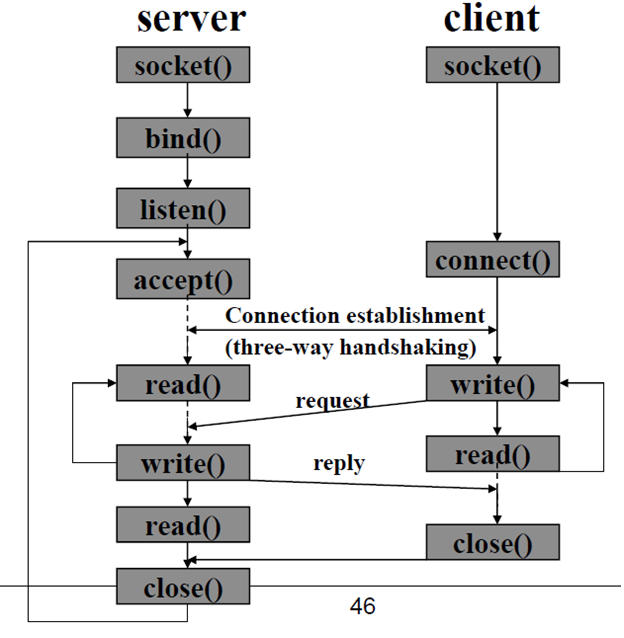 server
client
socket()
socket()
bind()
listen()
accept()
connect()
Connection establishment
(three-way handshaking)
read()
write()
request
write()
read()
reply
read()
close()
close()
46